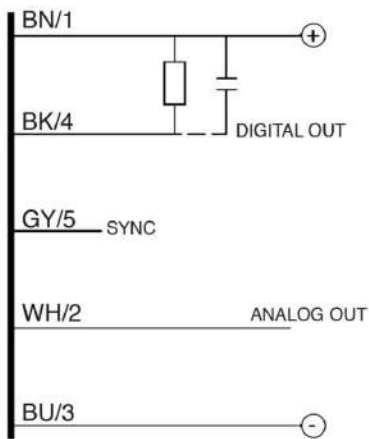 BN/1
+
BK/4
DIGITAL OUT
GY/5 SYNC
WH/2 ANALOG OUT
BU/3
-